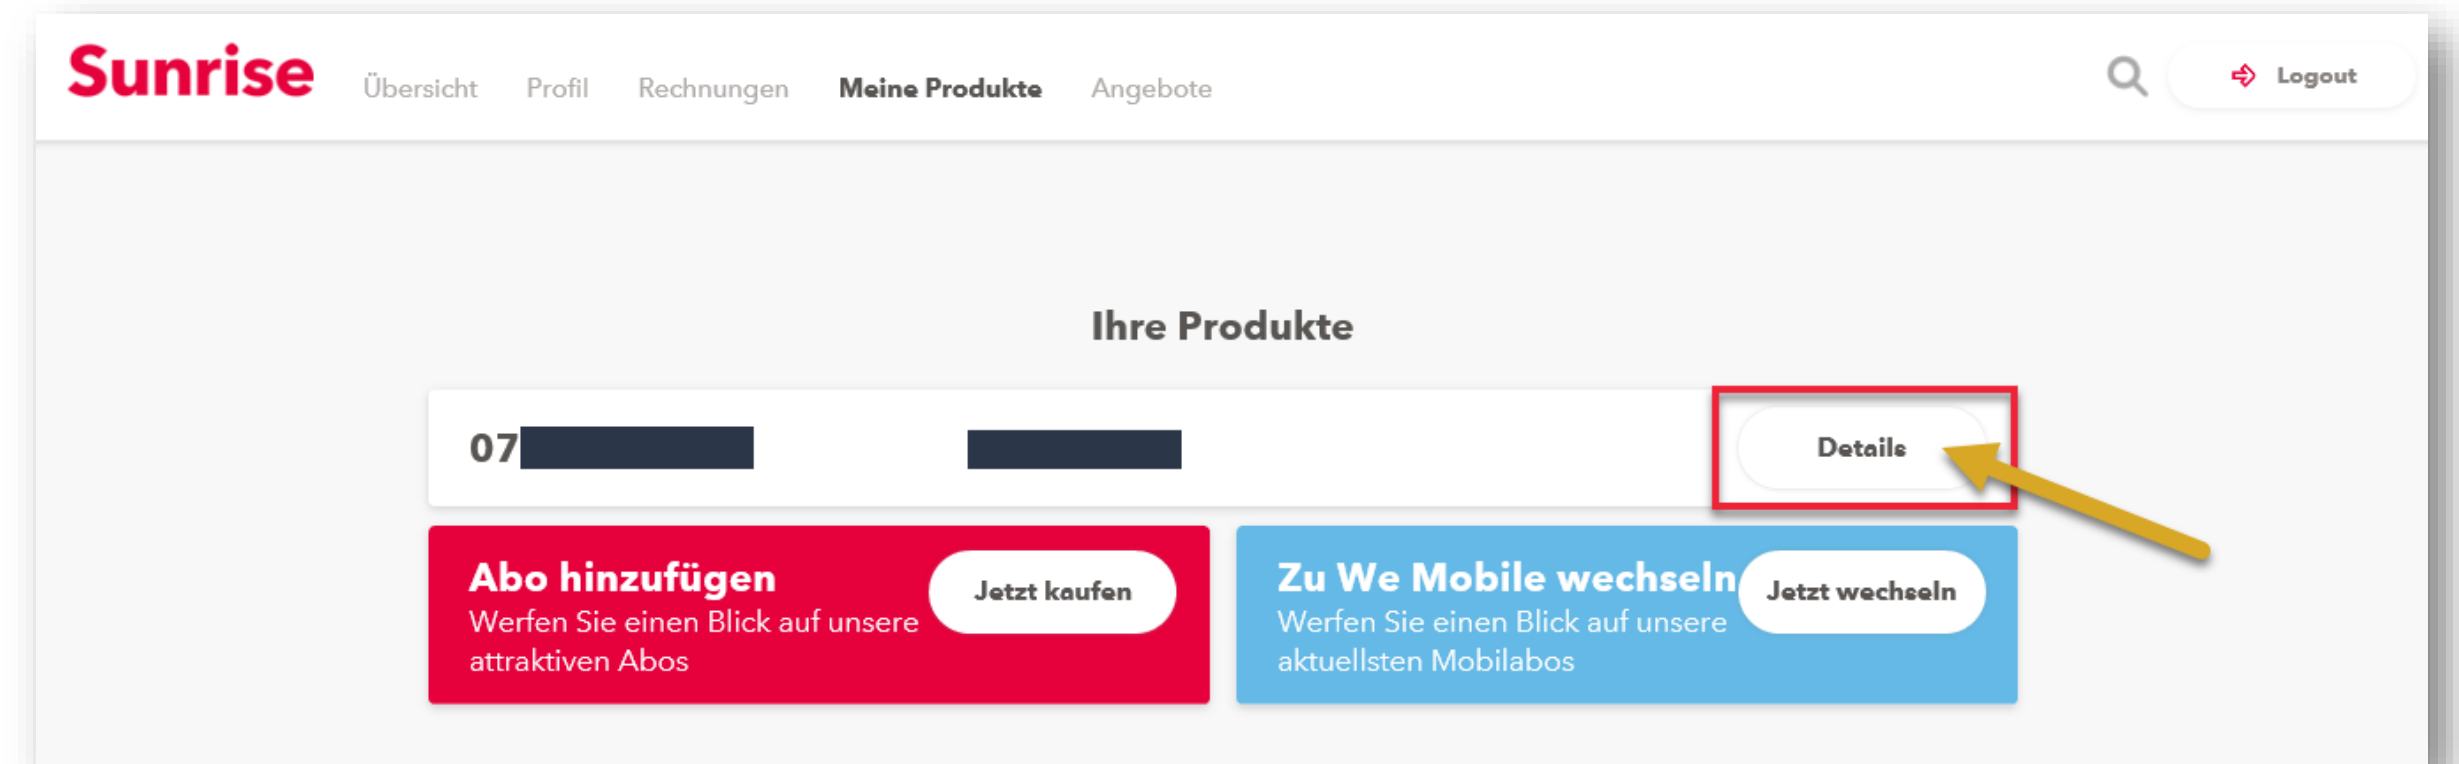 Sunrise Übersicht Profil Rechnungen Meine Produkte Angebote Logout
Ihre Produkte
07 Details
Abo hinzufügen Jetzt kaufen
Werfen Sie einen Blick auf unsere
attraktiven Abos
Zu We Mobile wechseln Jetzt wechseln
Werfen Sie einen Blick auf unsere
aktuellsten Mobilabos